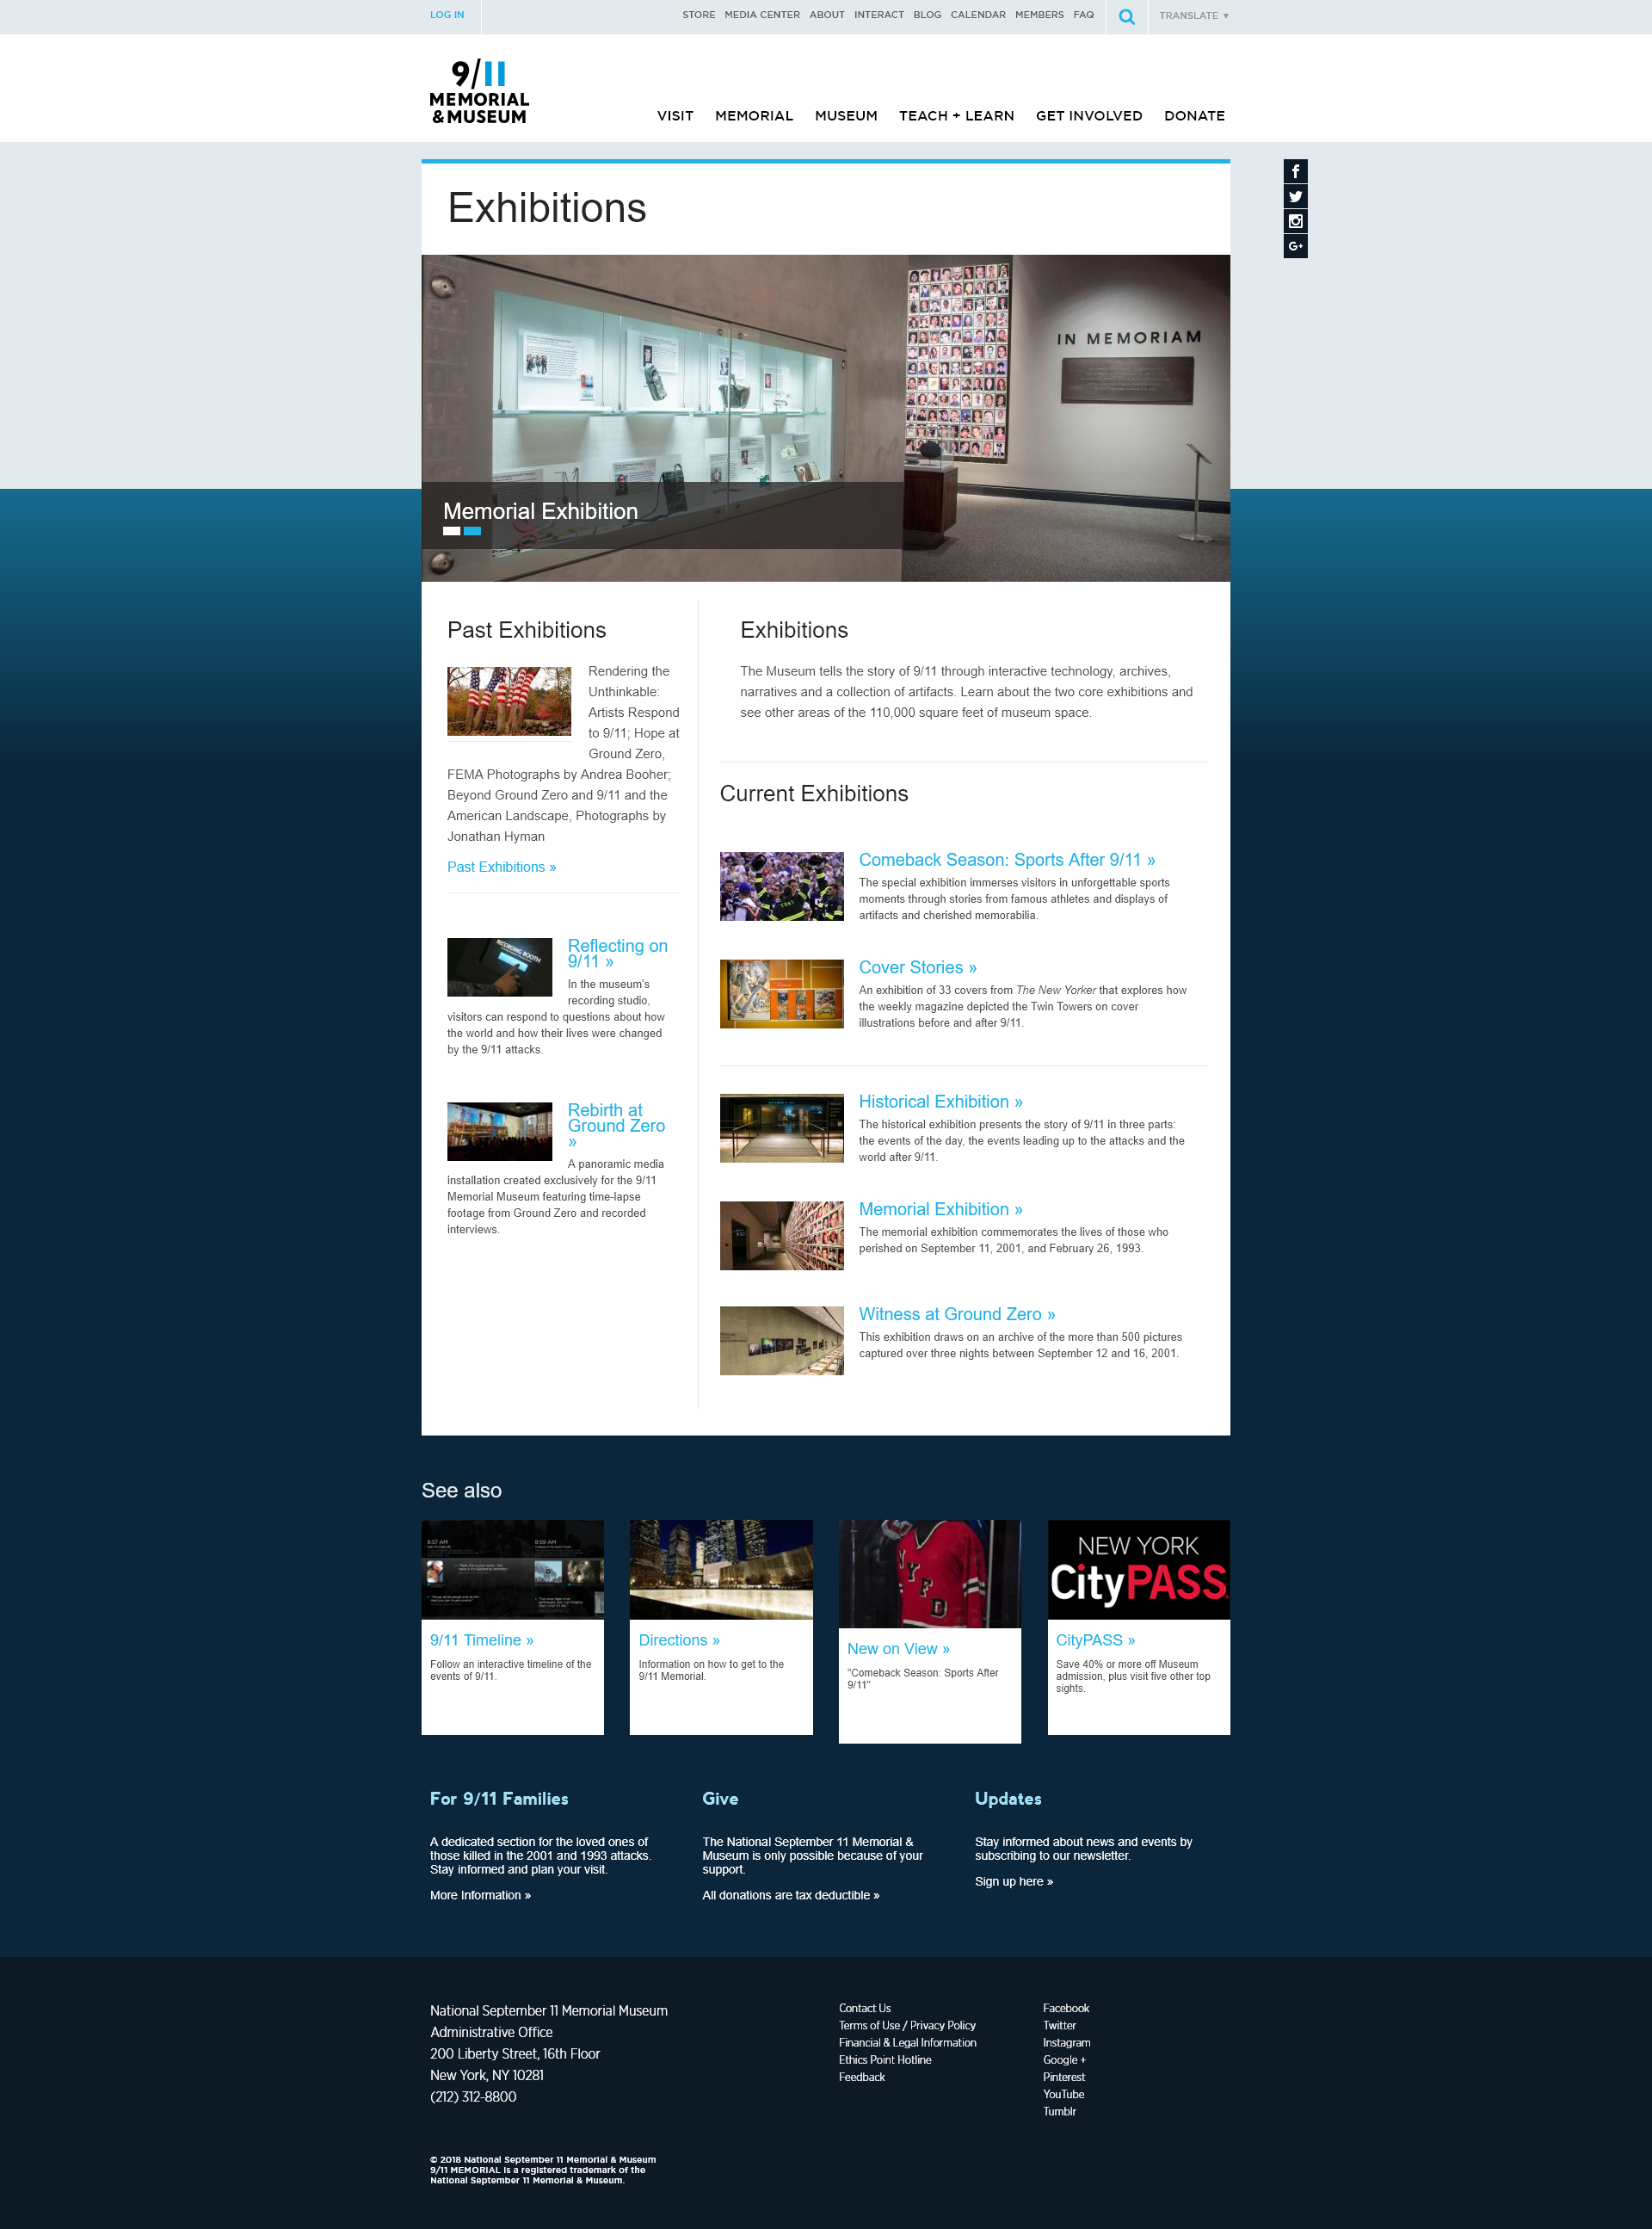 LOG IN
STORE MEDIA CENTER ABOUT INTERACT BLOG CALENDAR MEMBERS FAQ
TRANSLATE ▼
9/11
MEMORIAL
&MUSEUM
VISIT MEMORIAL MUSEUM TEACH + LEARN GET INVOLVED DONATE
Exhibitions
IN MEMORIAM
Memorial Exhibition
Past Exhibitions
Rendering the
Unthinkable:
Artists Respond
to 9/11; Hope at
Ground Zero,
FEMA Photographs by Andrea Booher;
Beyond Ground Zero and 9/11 and the
American Landscape, Photographs by
Jonathan Hyman
Past Exhibitions »
RECORDING BOOTH
Reflecting on
9/11 »
In the museum's
recording studio,
visitors can respond to questions about how
the world and how their lives were changed
by the 9/11 attacks.
Rebirth at
Ground Zero
»
A panoramic media
installation created exclusively for the 9/11
Memorial Museum featuring time-lapse
footage from Ground Zero and recorded
interviews.
Exhibitions
The Museum tells the story of 9/11 through interactive technology, archives,
narratives and a collection of artifacts. Learn about the two core exhibitions and
see other areas of the 110,000 square feet of museum space.
Current Exhibitions
Comeback Season: Sports After 9/11 »
The special exhibition immerses visitors in unforgettable sports
moments through stories from famous athletes and displays of
artifacts and cherished memorabilia.
Cover Stories »
An exhibition of 33 covers from The New Yorker that explores how
the weekly magazine depicted the Twin Towers on cover
illustrations before and after 9/11.
Historical Exhibition »
The historical exhibition presents the story of 9/11 in three parts:
the events of the day, the events leading up to the attacks and the
world after 9/11.
Memorial Exhibition »
The memorial exhibition commemorates the lives of those who
perished on September 11, 2001, and February 26, 1993.
Witness at Ground Zero »
This exhibition draws on an archive of the more than 500 pictures
captured over three nights between September 12 and 16, 2001.
See also
8:57 AM
9:59 AM
9/11 Timeline »
Follow an interactive timeline of the
events of 9/11.
Directions »
Information on how to get to the
9/11 Memorial.
NYFD
New on View »
"Comeback Season: Sports After
9/11"
NEW YORK
CityPASS
CityPASS »
Save 40% or more off Museum
admission, plus visit five other top
sights.
For 9/11 Families
A dedicated section for the loved ones of
those killed in the 2001 and 1993 attacks.
Stay informed and plan your visit.
More Information »
Give
The National September 11 Memorial &
Museum is only possible because of your
support.
All donations are tax deductible »
Updates
Stay informed about news and events by
subscribing to our newsletter.
Sign up here »
National September 11 Memorial Museum
Administrative Office
200 Liberty Street, 16th Floor
New York, NY 10281
(212) 312-8800
Contact Us
Terms of Use / Privacy Policy
Financial & Legal Information
Ethics Point Hotline
Feedback
Facebook
Twitter
Instagram
Google +
Pinterest
YouTube
Tumblr
© 2018 National September 11 Memorial & Museum
9/11 MEMORIAL is a registered trademark of the
National September 11 Memorial & Museum.